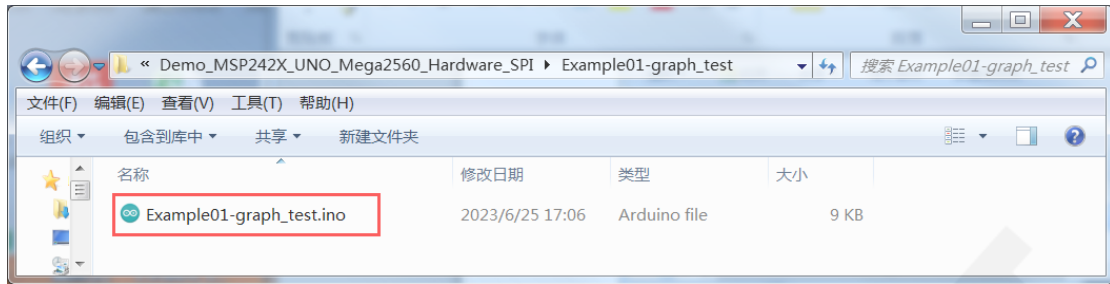 « Demo_MSP242X_UNO_Mega2560_Hardware_SPI ▸ Example01-graph_test 搜索 Example01-graph_test
文件(F) 编辑(E) 查看(V) 工具(T) 帮助(H)
组织 包含到库中 共享 新建文件夹
名称 修改日期 类型 大小
Example01-graph_test.ino 2023/6/25 17:06 Arduino file 9 KB